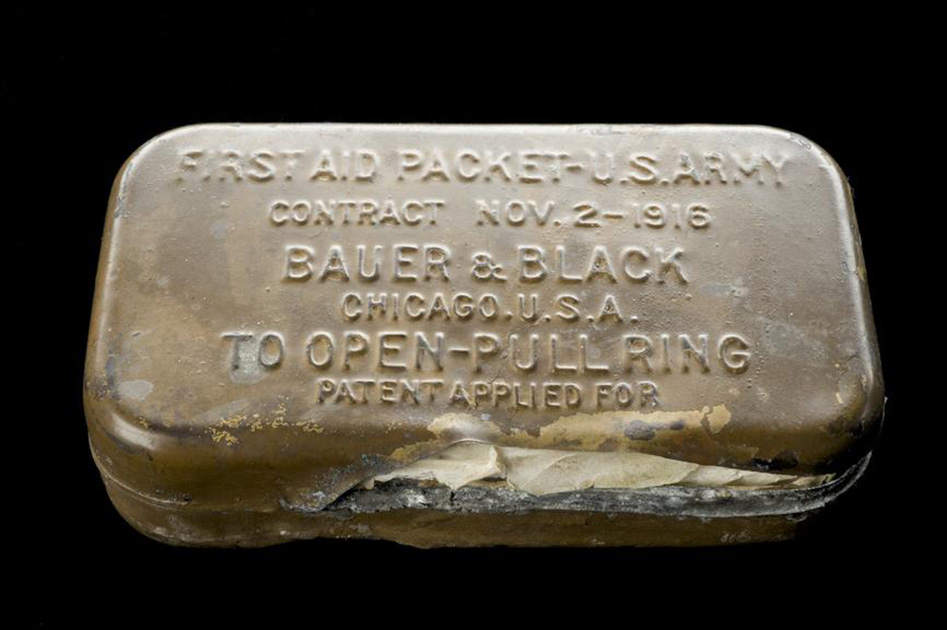 FIRST AID PACKET-U.S.ARMY
CONTRACT NOV. 2-1916
BAUER & BLACK
CHICAGO.U.S.A.
TO OPEN-PULL RING
PATENT APPLIED FOR